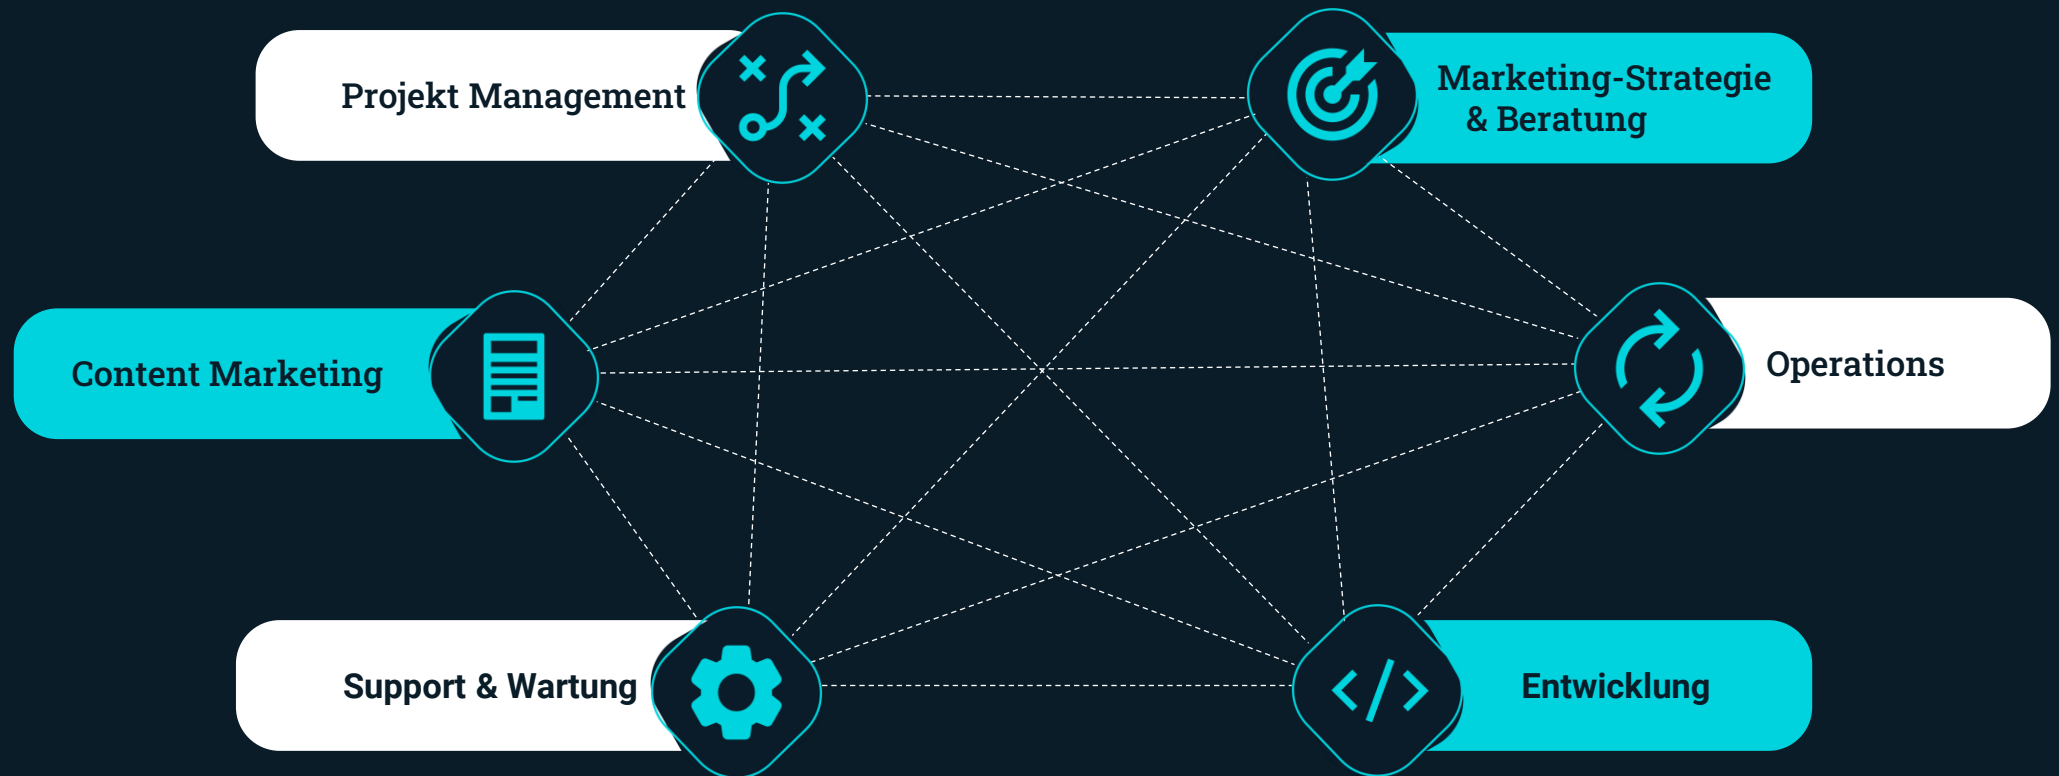 Projekt Management
Marketing-Strategie
& Beratung
Content Marketing
Operations
Support & Wartung
Entwicklung